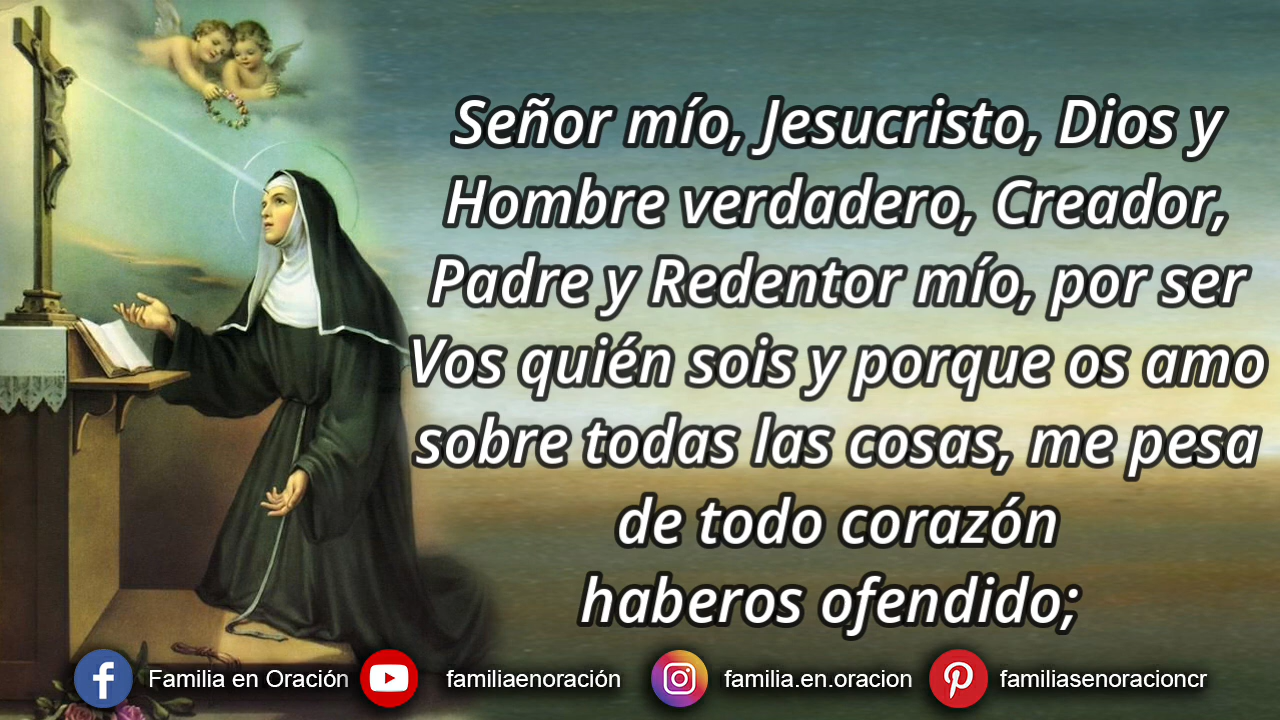 Señor mío, Jesucristo, Dios y
Hombre verdadero, Creador,
Padre y Redentor mío, por ser
Vos quién sois y porque os amo
sobre todas las cosas, me pesa
de todo corazón
haberos ofendido;
Familia en Oración
familiaenoración
familia.en.oracion
familiasenoracioncr